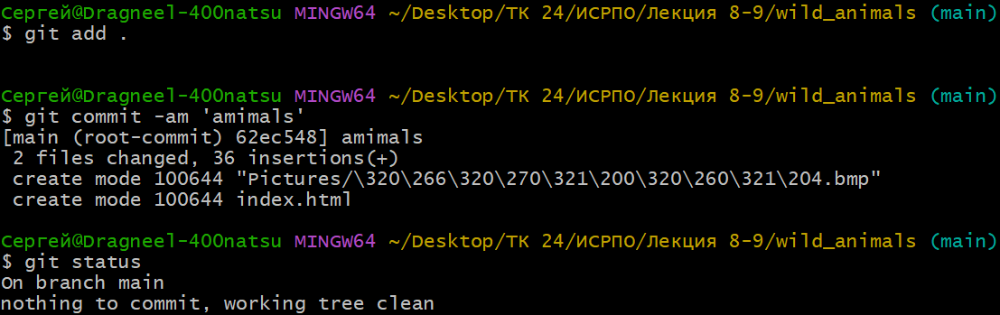 Сергей@Dragneel-400natsu MINGW64 ~/Desktop/ТК 24/ИСРПО/Лекция 8-9/wild_animals (main)
$ git add .
Сергей@Dragneel-400natsu MINGW64 ~/Desktop/ТК 24/ИСРПО/Лекция 8-9/wild_animals (main)
$ git commit -am 'amimals'
[main (root-commit) 62ec548] amimals
 2 files changed, 36 insertions(+)
 create mode 100644 "Pictures/\320\266\320\270\321\200\320\260\321\204.bmp"
 create mode 100644 index.html
Сергей@Dragneel-400natsu MINGW64 ~/Desktop/ТК 24/ИСРПО/Лекция 8-9/wild_animals (main)
$ git status
On branch main
nothing to commit, working tree clean